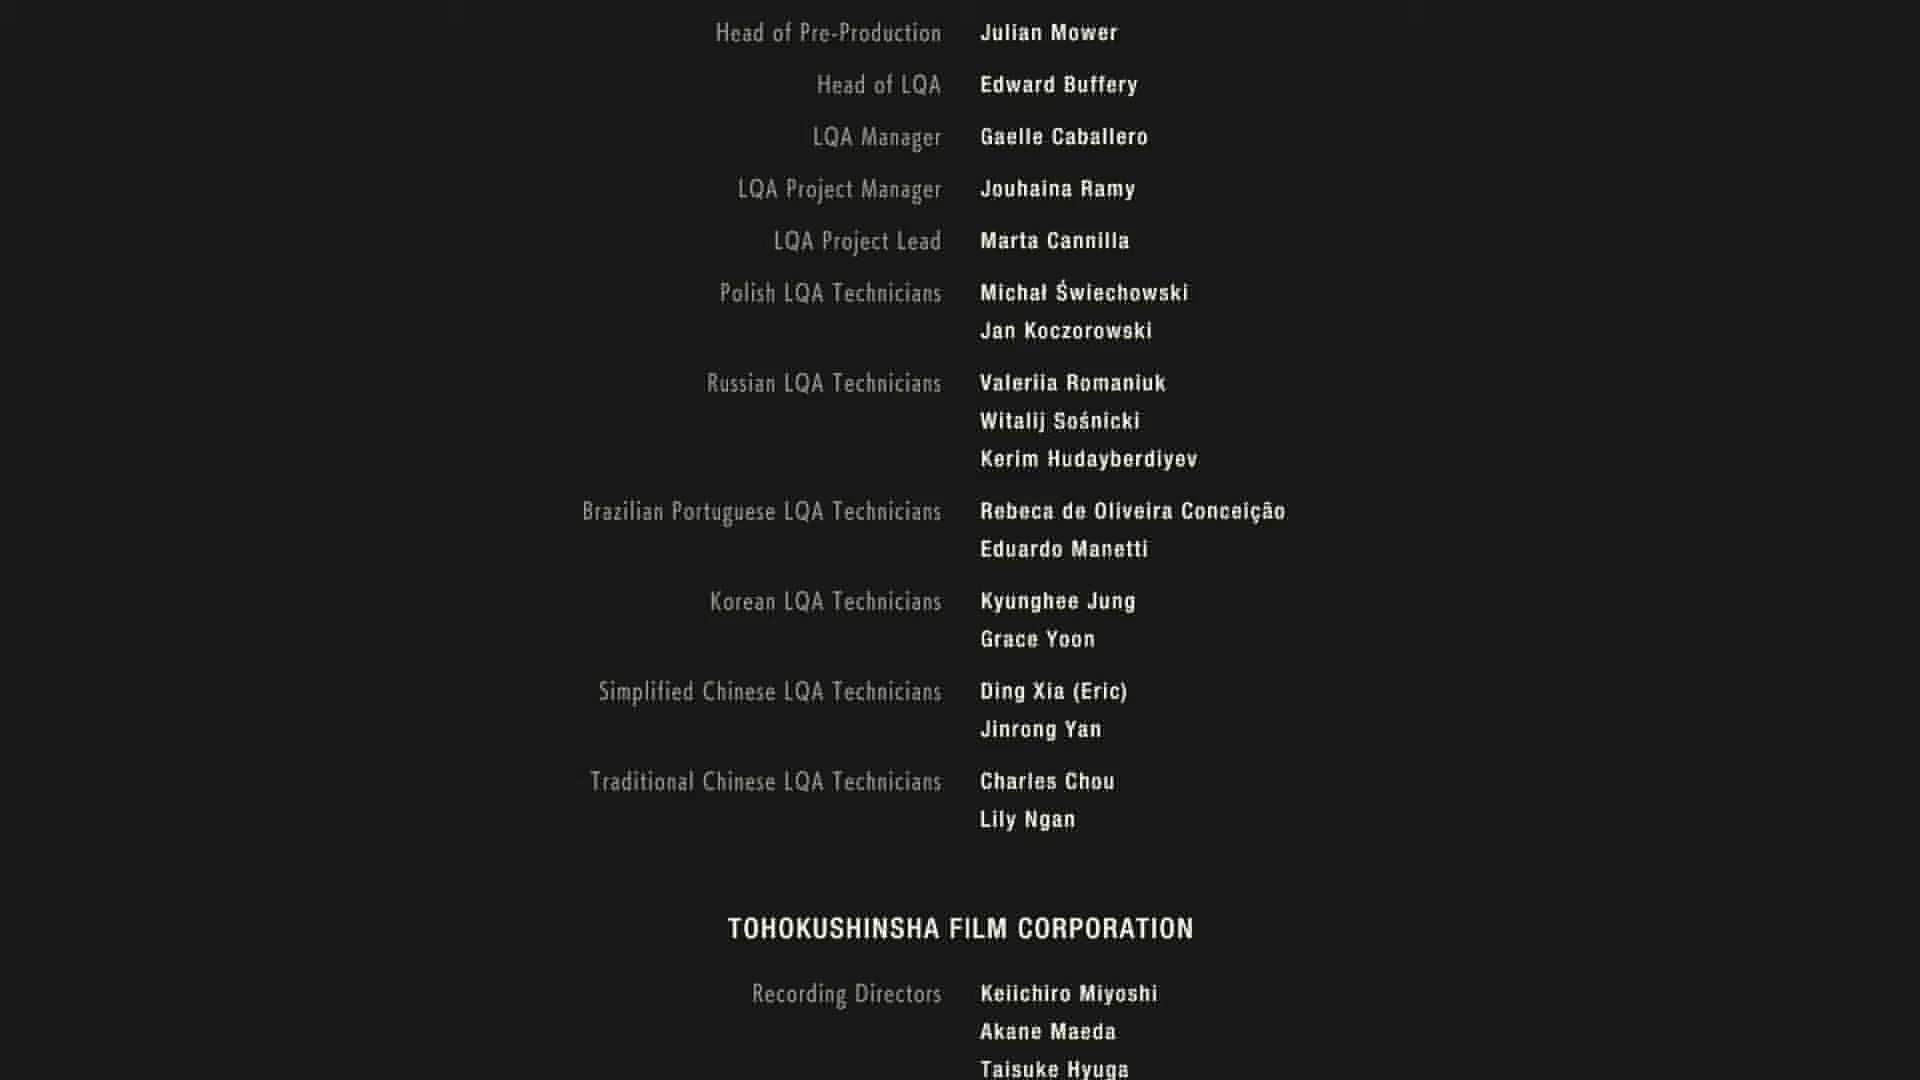 Head of Pre-Production Julian Mower
Head of LQA Edward Buffery
LQA Manager Gaelle Caballero
LQA Project Manager Jouhaina Ramy
LQA Project Lead Marta Cannilla
Polish LQA Technicians Michał Świechowski
Jan Koczorowski
Russian LQA Technicians Valeriia Romaniuk
Witalij Sośnicki
Kerim Hudayberdiyev
Brazilian Portuguese LQA Technicians Rebeca de Oliveira Conceição
Eduardo Manetti
Korean LQA Technicians Kyunghee Jung
Grace Yoon
Simplified Chinese LQA Technicians Ding Xia (Eric)
Jinrong Yan
Traditional Chinese LQA Technicians Charles Chou
Lily Ngan
TOHOKUSHINSHA FILM CORPORATION
Recording Directors Keiichiro Miyoshi
Akane Maeda
Taisuke Hyuga